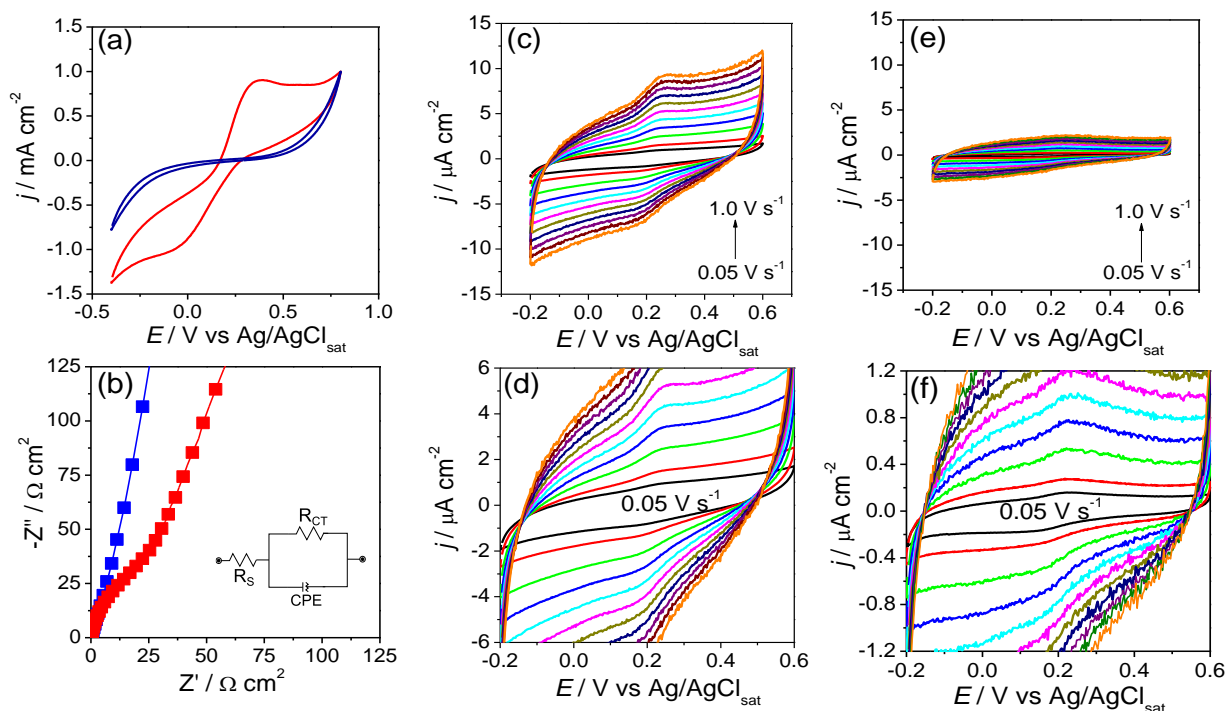 (a)
1.5
1.0
0.5
0.0
-0.5
-1.0
-1.5
j / mA cm-2
-0.5 0.0 0.5 1.0
E / V vs Ag/AgClsat
(b)
125
100
75
50
25
0
-Z'' / Ω cm2
0 25 50 75 100 125
Z' / Ω cm2
RCT
RS
CPE
(c)
15
10
5
0
-5
-10
-15
j / µA cm-2
1.0 V s-1
0.05 V s-1
-0.2 0.0 0.2 0.4 0.6
E / V vs Ag/AgClsat
(d)
6
4
2
0
-2
-4
-6
j / µA cm-2
0.05 V s-1
-0.2 0.0 0.2 0.4 0.6
E / V vs Ag/AgClsat
(e)
15
10
5
0
-5
-10
-15
j / µA cm-2
1.0 V s-1
0.05 V s-1
-0.2 0.0 0.2 0.4 0.6
E / V vs Ag/AgClsat
(f)
1.2
0.8
0.4
0.0
-0.4
-0.8
-1.2
j / µA cm-2
0.05 V s-1
-0.2 0.0 0.2 0.4 0.6
E / V vs Ag/AgClsat